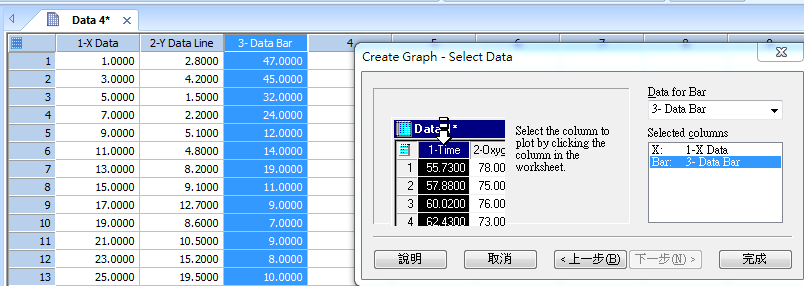 Data 4*
1-X Data 2-Y Data Line 3- Data Bar 4
1 1.0000 2.8000 47.0000
2 3.0000 4.2000 45.0000
3 5.0000 1.5000 32.0000
4 7.0000 2.2000 24.0000
5 9.0000 5.1000 12.0000
6 11.0000 4.8000 14.0000
7 13.0000 8.2000 19.0000
8 15.0000 9.1000 11.0000
9 17.0000 12.7000 9.0000
10 19.0000 8.6000 7.0000
11 21.0000 10.5000 9.0000
12 23.0000 15.2000 8.0000
13 25.0000 19.5000 10.0000
Create Graph - Select Data
1-Time 2-Oxyg
1 55.7300 78.00
2 57.8800 75.00
3 60.0200 76.00
4 62.4300 73.00
Select the column to
plot by clicking the
column in the
worksheet.
Data for Bar
3- Data Bar
Selected columns
X: 1-X Data
Bar: 3- Data Bar
說明 取消 < 上一步(B) 下一步(N) > 完成